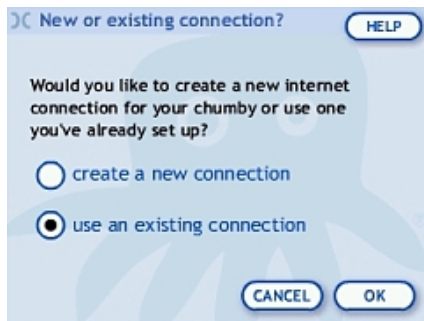 New or existing connection?
HELP
Would you like to create a new internet
connection for your chumby or use one
you've already set up?
create a new connection
use an existing connection
CANCEL
OK